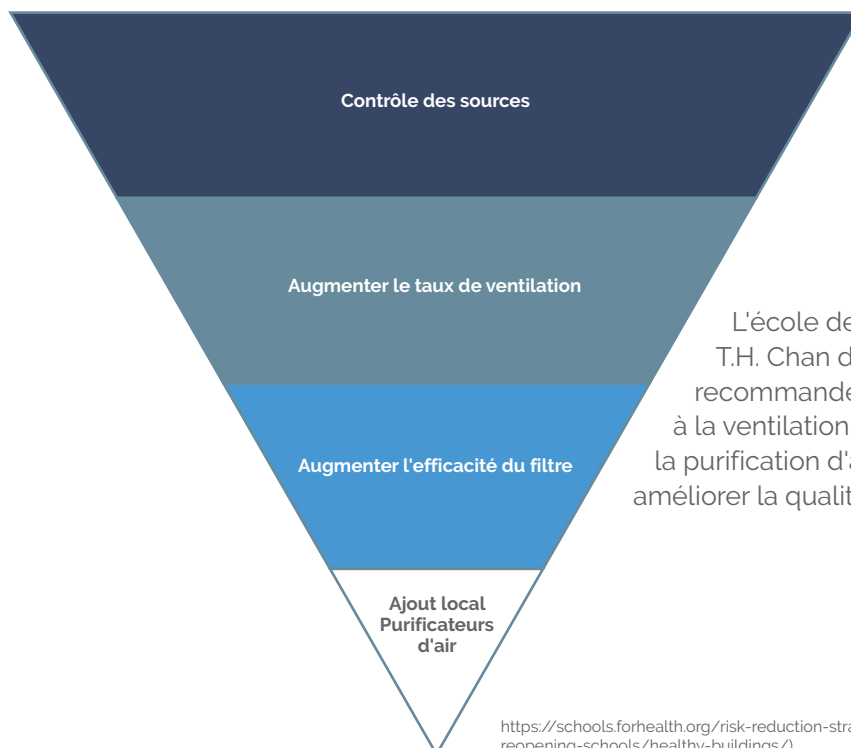 Contrôle des sources
Augmenter le taux de ventilation
L'école de
T.H. Chan d
recommande
à la ventilation
Augmenter l'efficacité du filtre
la purification d'a
améliorer la qualit
Ajout local
Purificateurs
d'air
https://schools.forhealth.org/risk-reduction-stra
reopening-schools/healthy-buildings/)